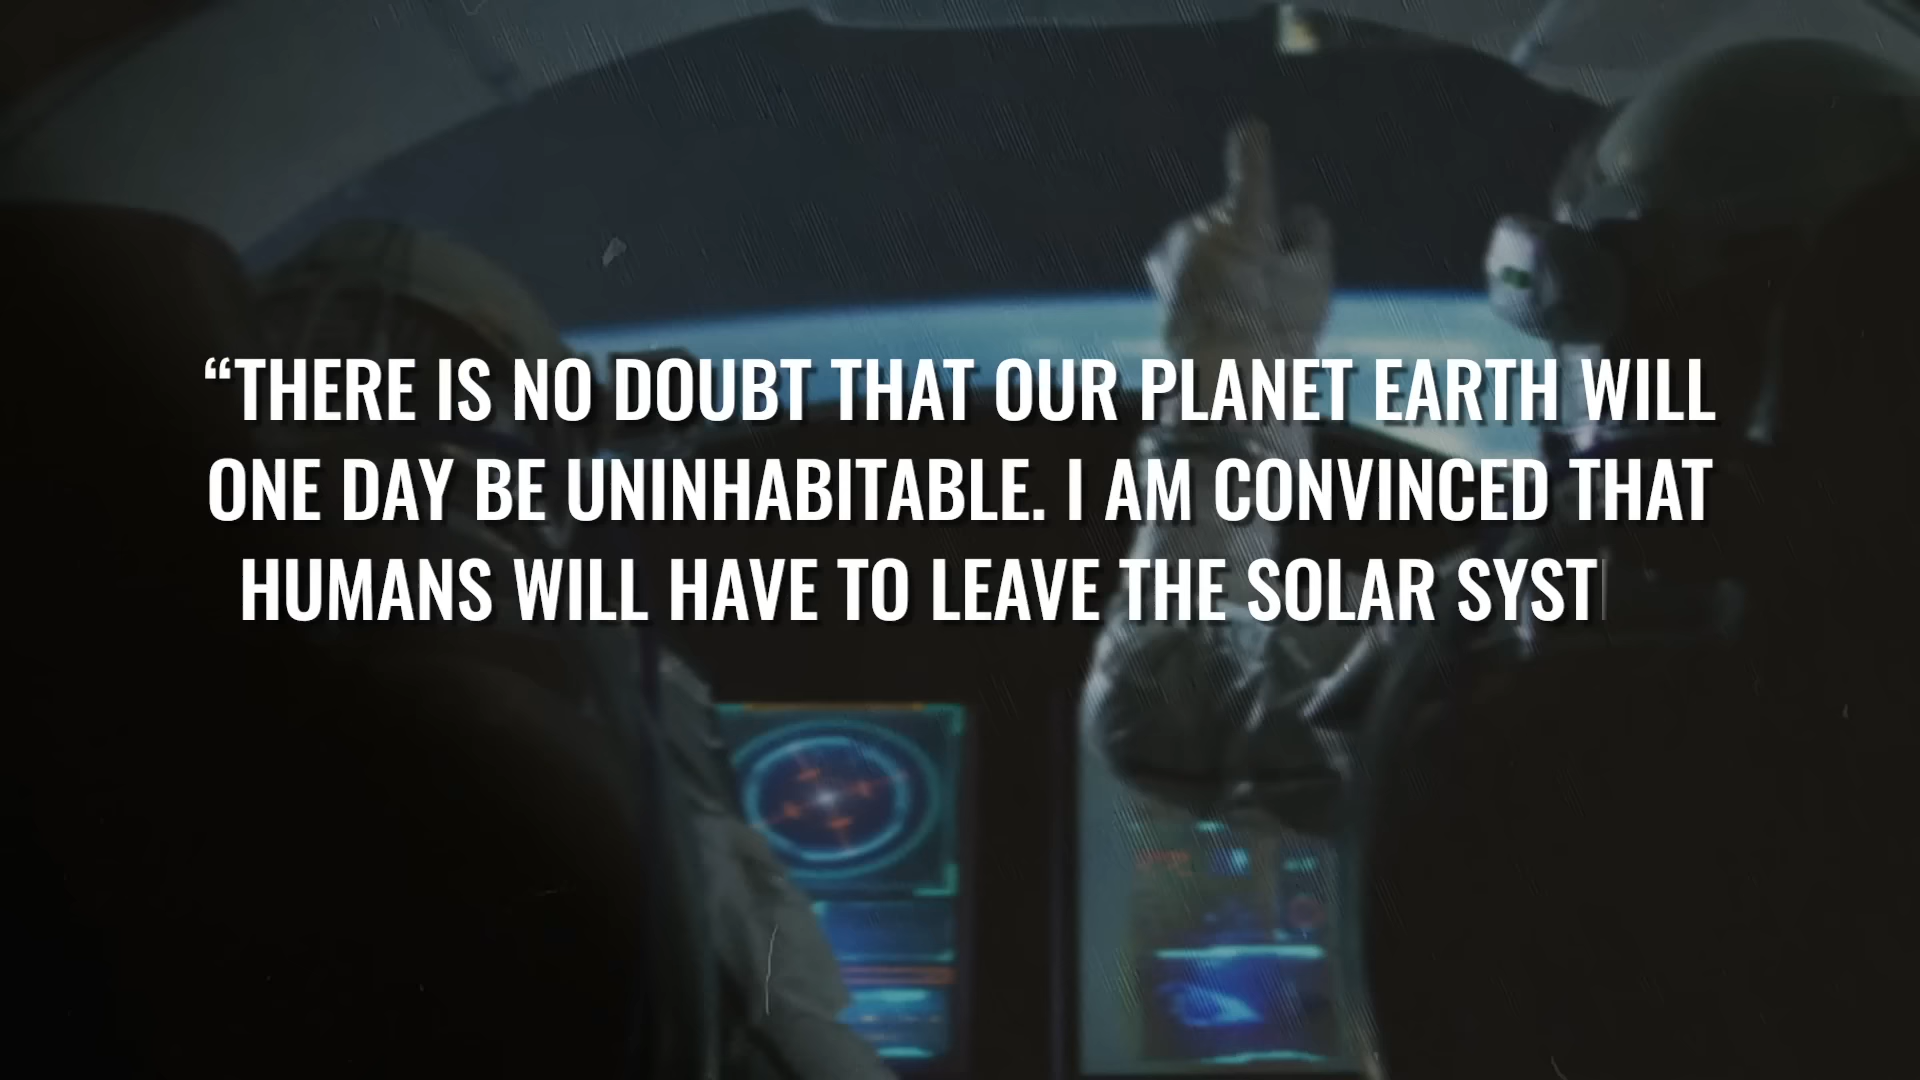 “THERE IS NO DOUBT THAT OUR PLANET EARTH WILL
ONE DAY BE UNINHABITABLE. I AM CONVINCED THAT
HUMANS WILL HAVE TO LEAVE THE SOLAR SYST